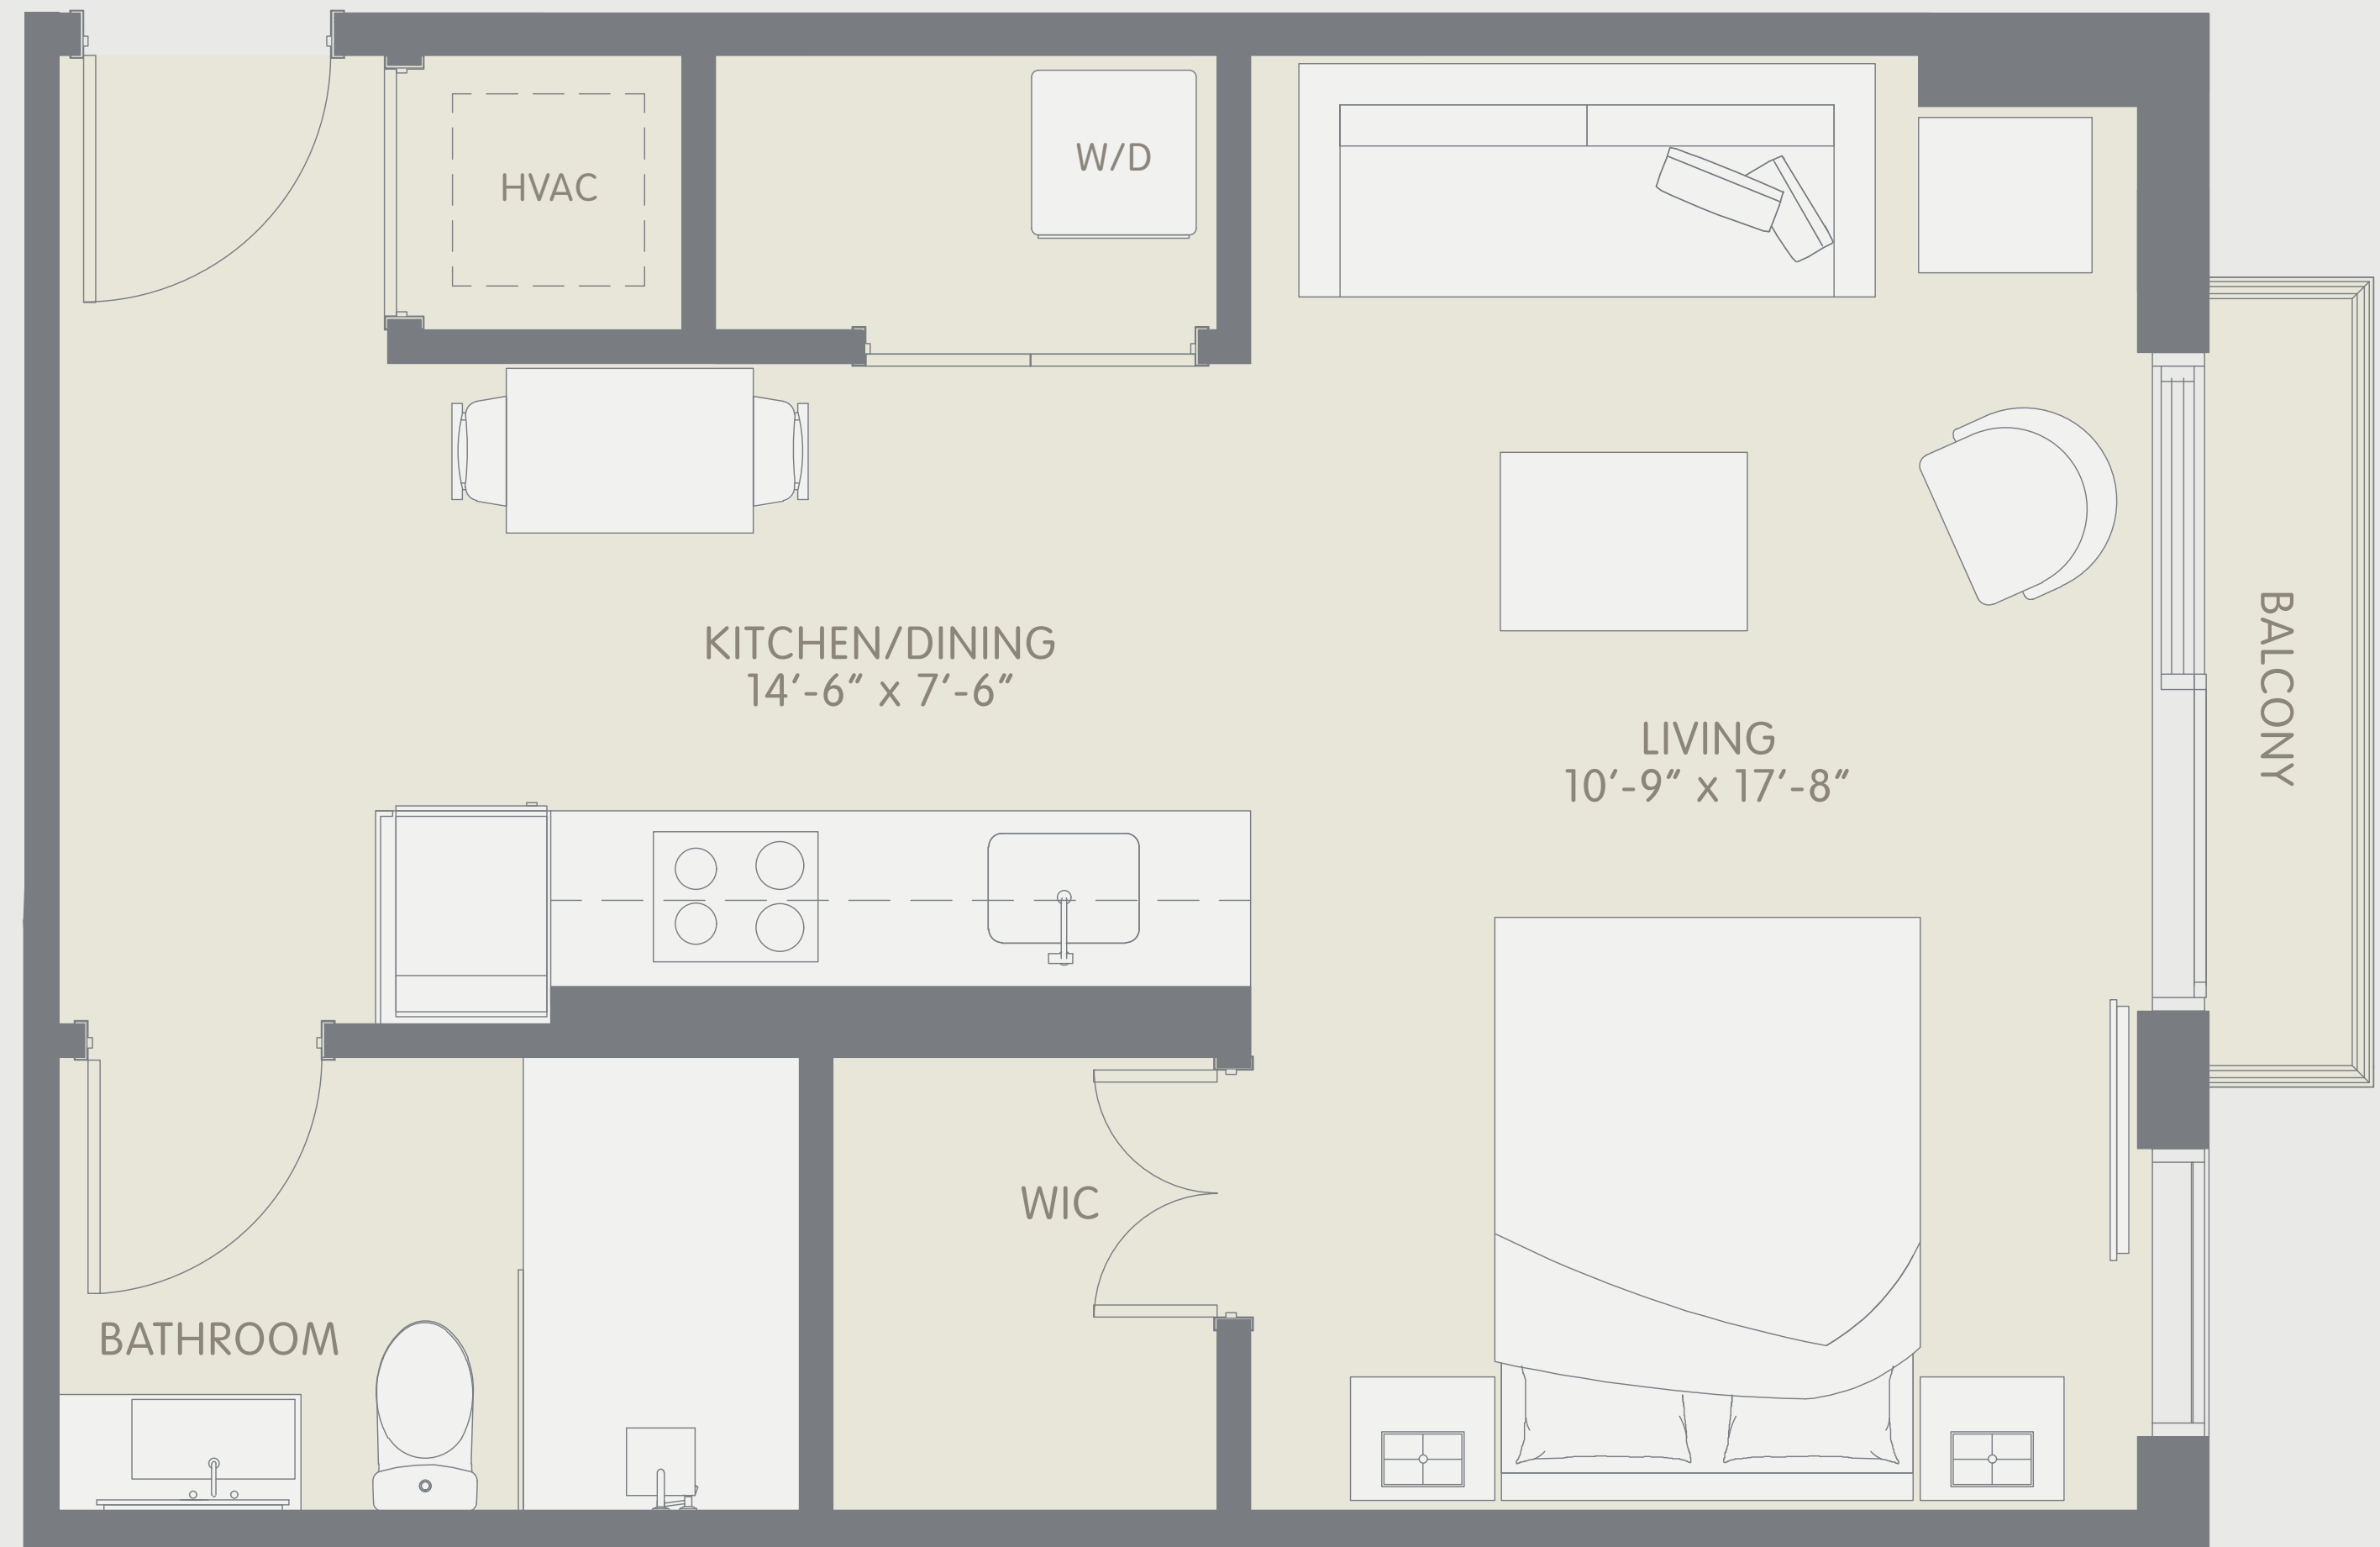 HVAC
W/D
KITCHEN/DINING
14′-6″ x 7′-6″
LIVING
10′-9″ x 17′-8″
BALCONY
WIC
BATHROOM